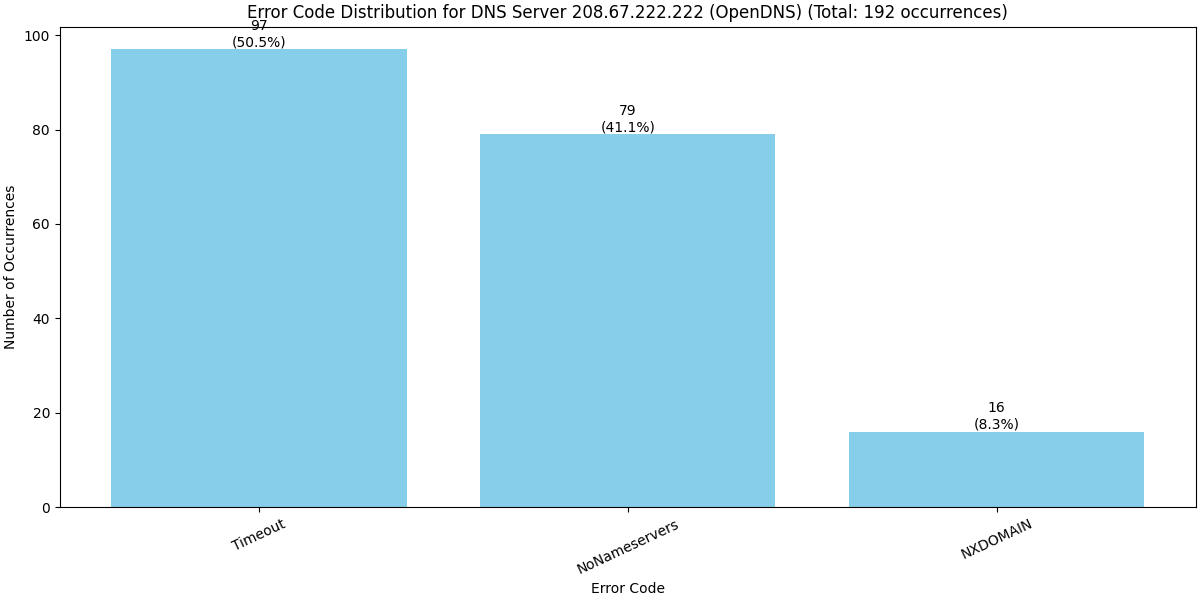 Error Code Distribution for DNS Server 208.67.222.222 (OpenDNS) (Total: 192 occurrences)
97
(50.5%)
79
(41.1%)
16
(8.3%)
100
80
60
40
20
0
Number of Occurrences
Timeout
NoNameservers
NXDOMAIN
Error Code